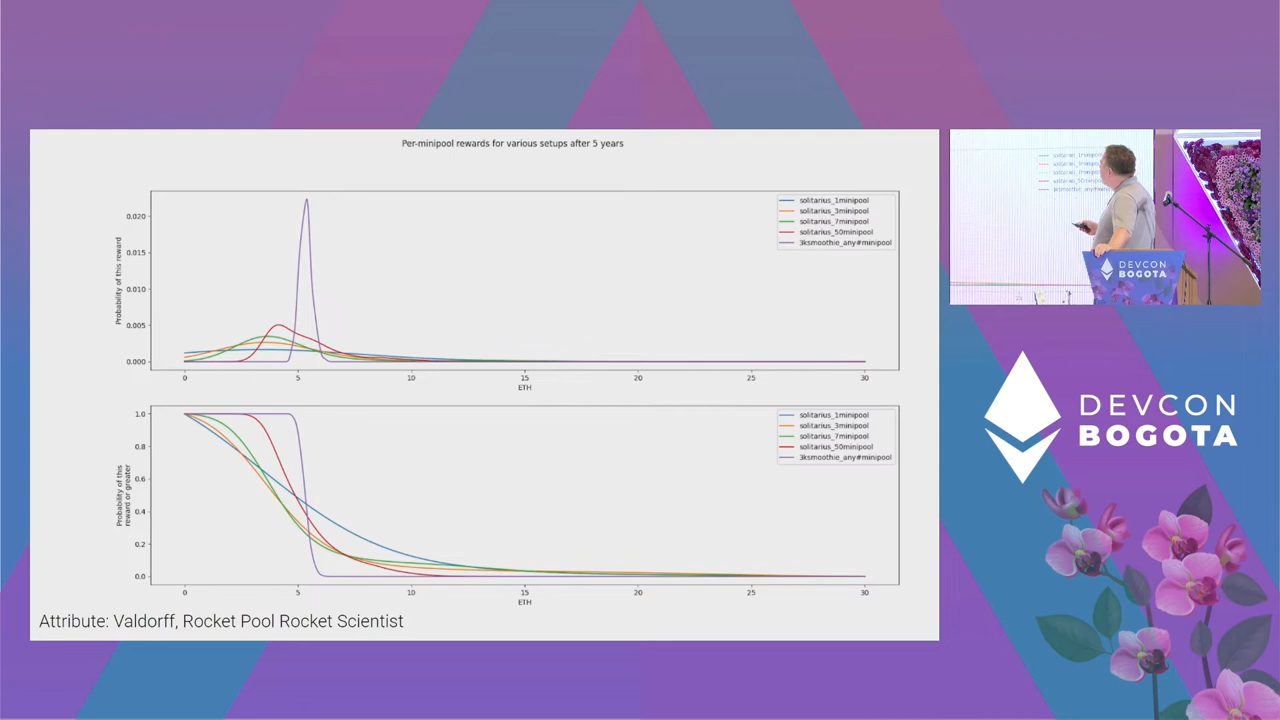 Per-minipool rewards for various setups after 5 years
Probability of this reward
0.020
0.015
0.010
0.005
0.000
solitarius_1minipool
solitarius_3minipool
solitarius_7minipool
solitarius_50minipool
3ksmoothie_any#minipool
0 5 10 15 20 25 30
ETH
Probability of this
reward or greater
1.0
0.8
0.6
0.4
0.2
0.0
solitarius_1minipool
solitarius_3minipool
solitarius_7minipool
solitarius_50minipool
3ksmoothie_any#minipool
0 5 10 15 20 25 30
ETH
Attribute: Valdorff, Rocket Pool Rocket Scientist
DEVCON
BOGOTA
DEVCON
BOGOTA